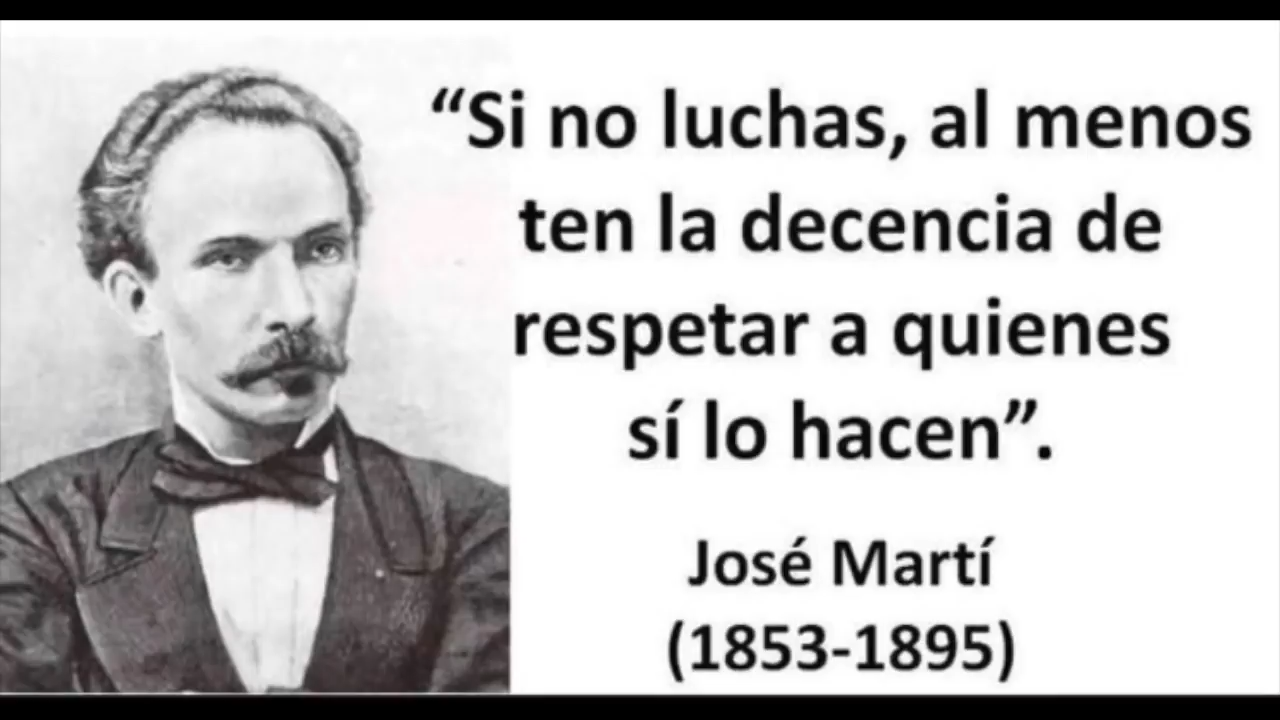 “Si no luchas, al menos
ten la decencia de
respetar a quienes
sí lo hacen”.
José Martí
(1853-1895)